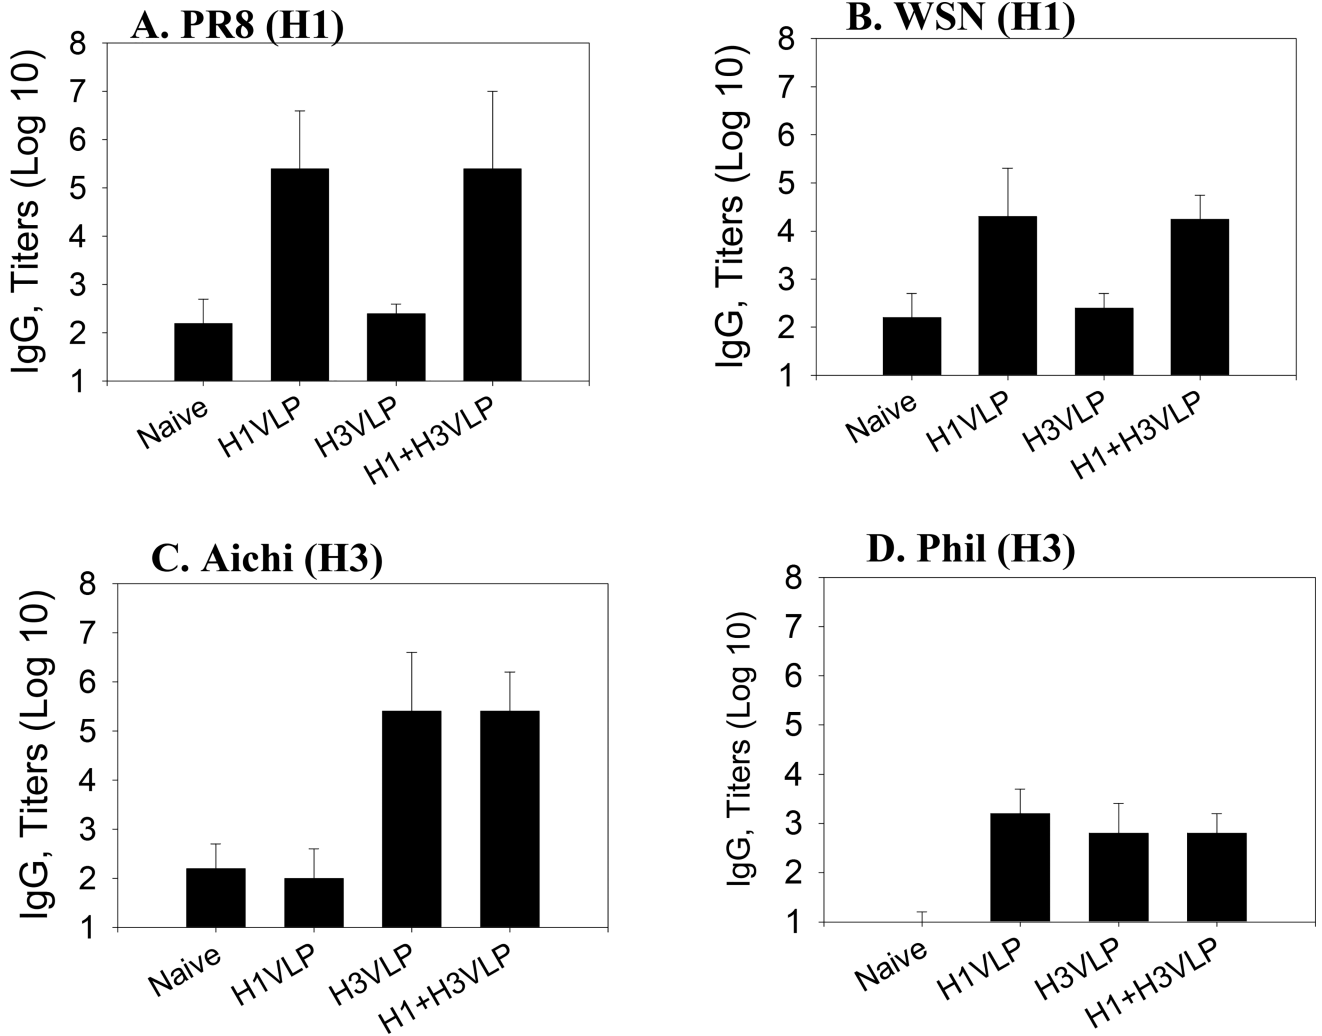 A. PR8 (H1)
IgG, Titers (Log 10)
8
7
6
5
4
3
2
1
Naive
H1VLP
H3VLP
H1+H3VLP
B. WSN (H1)
IgG, Titers (Log 10)
8
7
6
5
4
3
2
1
Naive
H1VLP
H3VLP
H1+H3VLP
C. Aichi (H3)
IgG, Titers (Log 10)
8
7
6
5
4
3
2
1
Naive
H1VLP
H3VLP
H1+H3VLP
D. Phil (H3)
IgG, Titers (Log 10)
8
7
6
5
4
3
2
1
Naive
H1VLP
H3VLP
H1+H3VLP